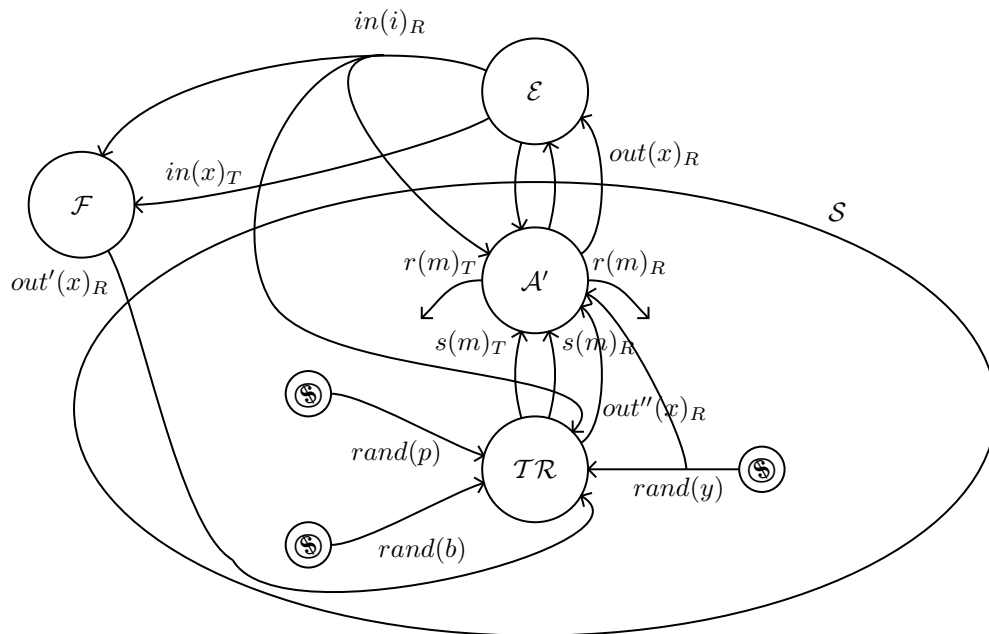 in(i)_R
ℰ
in(x)_T
out(x)_R
ℱ
𝒮
out′(x)_R
r(m)_T
𝒜′
r(m)_R
s(m)_T
s(m)_R
$
out″(x)_R
rand(p)
𝒯ℛ
$
rand(y)
$
rand(b)